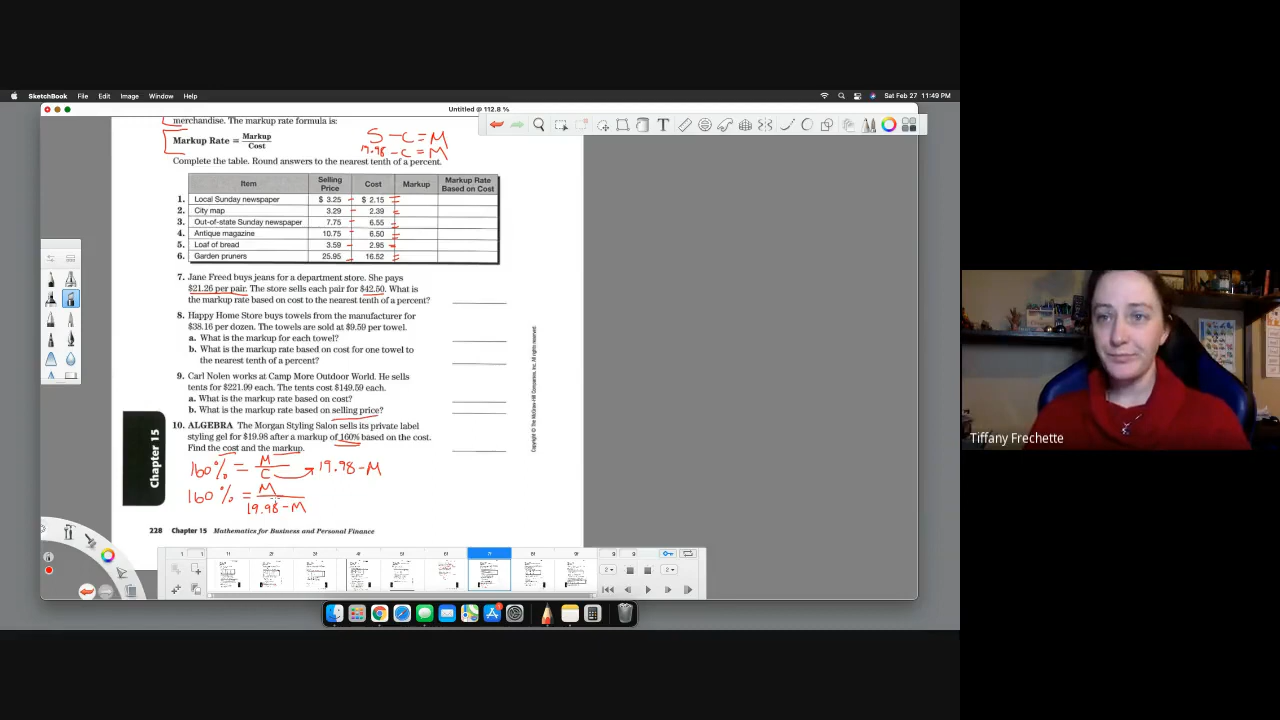 SketchBook File Edit Image Window Help
Sat Feb 27 11:49 PM
Untitled @ 112.8 %
merchandise. The markup rate formula is:
Markup Rate = Markup / Cost
S - C = M
19.98 - C = M
Complete the table. Round answers to the nearest tenth of a percent.
Item Selling Price Cost Markup Markup Rate Based on Cost
1. Local Sunday newspaper $ 3.25 - $ 2.15 =
2. City map 3.29 - 2.39 =
3. Out-of-state Sunday newspaper 7.75 - 6.55 =
4. Antique magazine 10.75 - 6.50 =
5. Loaf of bread 3.59 - 2.95 =
6. Garden pruners 25.95 - 16.52 =
7. Jane Freed buys jeans for a department store. She pays
$21.26 per pair. The store sells each pair for $42.50. What is
the markup rate based on cost to the nearest tenth of a percent?
8. Happy Home Store buys towels from the manufacturer for
$38.16 per dozen. The towels are sold at $9.59 per towel.
a. What is the markup for each towel?
b. What is the markup rate based on cost for one towel to
the nearest tenth of a percent?
9. Carl Nolen works at Camp More Outdoor World. He sells
tents for $221.99 each. The tents cost $149.59 each.
a. What is the markup rate based on cost?
b. What is the markup rate based on selling price?
10. ALGEBRA The Morgan Styling Salon sells its private label
styling gel for $19.98 after a markup of 160% based on the cost.
Find the cost and the markup.
160% = M / C → 19.98 - M
160% = M / 19.98 - M
Chapter 15
Copyright © The McGraw-Hill Companies, Inc. All rights reserved.
228 Chapter 15 Mathematics for Business and Personal Finance
Tiffany Frechette